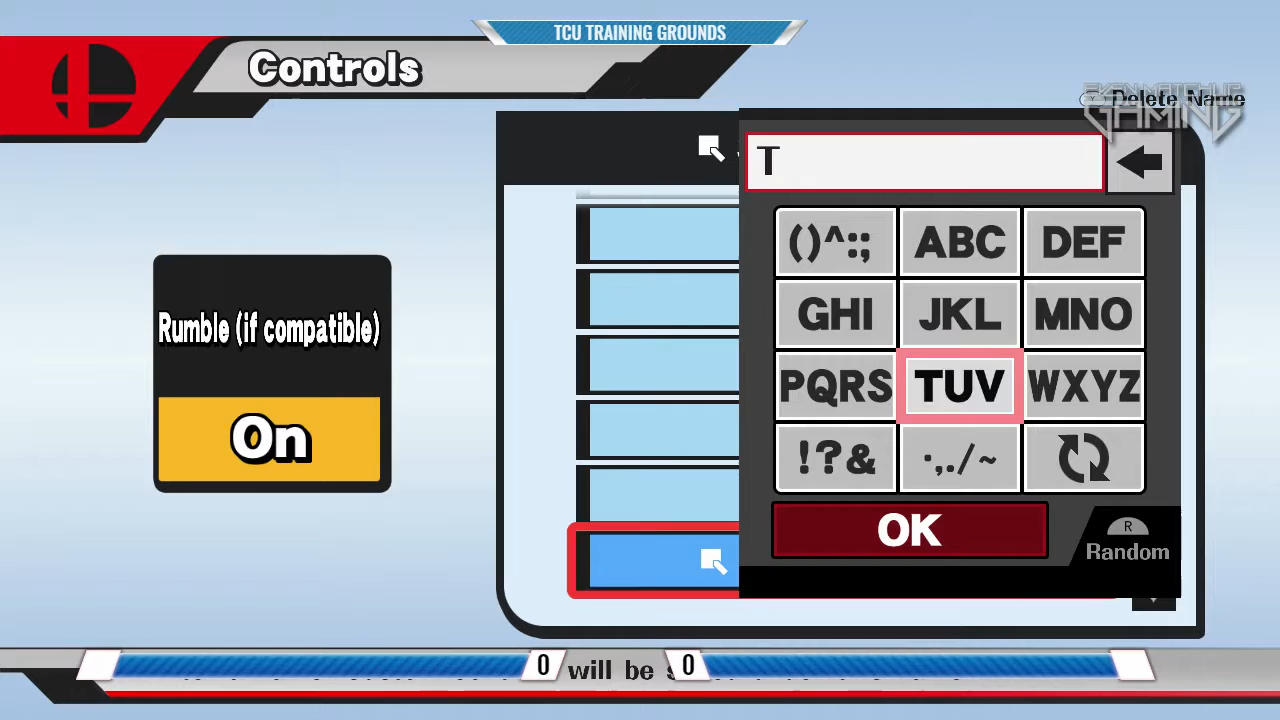 TCU TRAINING GROUNDS
Controls
Delete Name
GAMING
T
()^:; ABC DEF
GHI JKL MNO
PQRS TUV WXYZ
!?& ·,./~
Rumble (if compatible)
On
OK
R
Random
0 will be 0